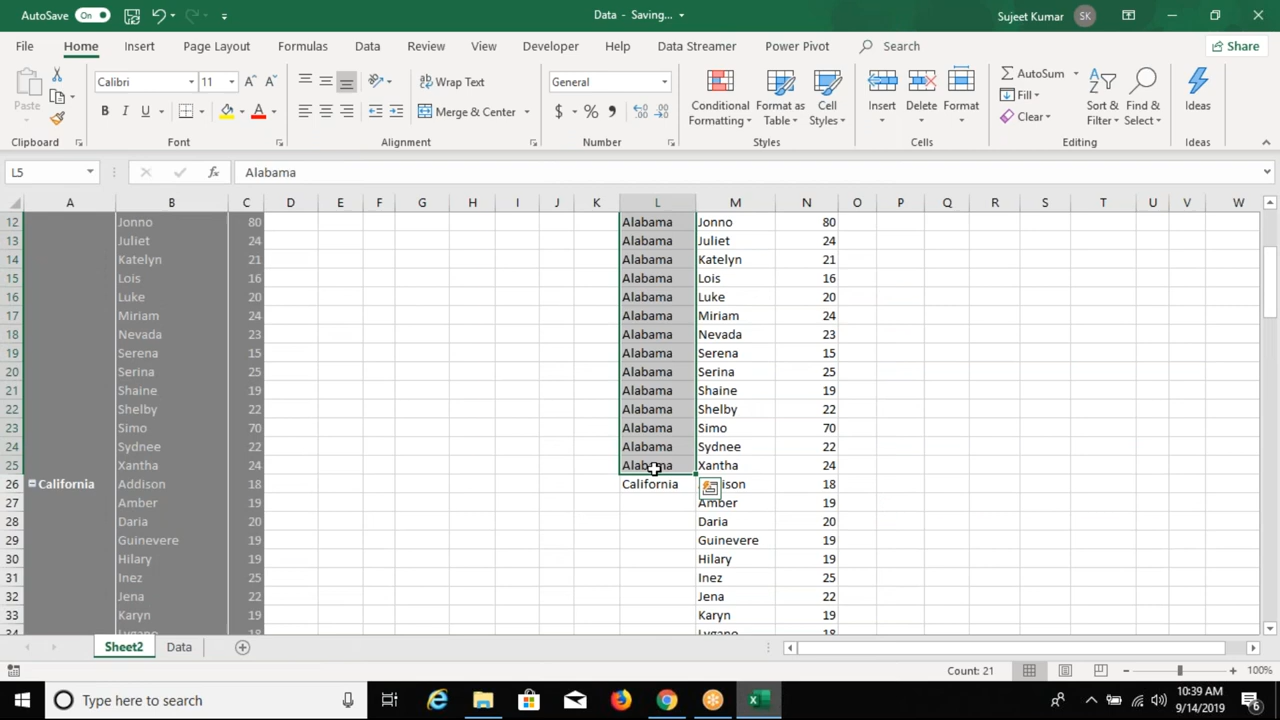 AutoSave On Data - Saving... Sujeet Kumar SK
File Home Insert Page Layout Formulas Data Review View Developer Help Data Streamer Power Pivot Search Share
Paste Calibri 11 Wrap Text General Conditional Formatting Format as Table Cell Styles Insert Delete Format AutoSum Sort & Filter Find & Select Ideas
B I U Merge & Center $ % Fill
Clear
Clipboard Font Alignment Number Styles Cells Editing Ideas
L5 fx Alabama
A B C D E F G H I J K L M N O P Q R S T U V W
12 Jonno 80 Alabama Jonno 80
13 Juliet 24 Alabama Juliet 24
14 Katelyn 21 Alabama Katelyn 21
15 Lois 16 Alabama Lois 16
16 Luke 20 Alabama Luke 20
17 Miriam 24 Alabama Miriam 24
18 Nevada 23 Alabama Nevada 23
19 Serena 15 Alabama Serena 15
20 Serina 25 Alabama Serina 25
21 Shaine 19 Alabama Shaine 19
22 Shelby 22 Alabama Shelby 22
23 Simo 70 Alabama Simo 70
24 Sydnee 22 Alabama Sydnee 22
25 Xantha 24 Alabama Xantha 24
26 California Addison 18 California 18
27 Amber 19 Amber 19
28 Daria 20 Daria 20
29 Guinevere 19 Guinevere 19
30 Hilary 19 Hilary 19
31 Inez 25 Inez 25
32 Jena 22 Jena 22
33 Karyn 19 Karyn 19
34 Lygano 18 Lygano 18
Sheet2 Data
Count: 21 100%
Type here to search 10:39 AM
9/14/2019 6